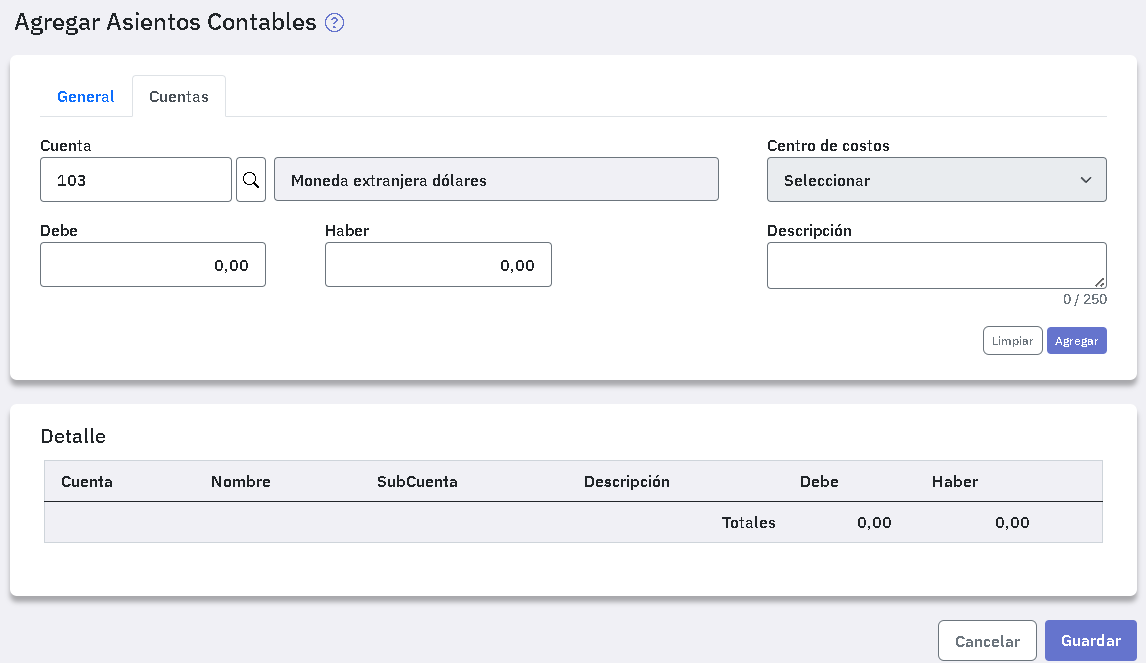 Agregar Asientos Contables ?
General Cuentas
Cuenta Centro de costos
103 Moneda extranjera dólares Seleccionar
Debe Haber Descripción
0,00 0,00
0 / 250
Limpiar Agregar
Detalle
Cuenta Nombre SubCuenta Descripción Debe Haber
Totales 0,00 0,00
Cancelar Guardar